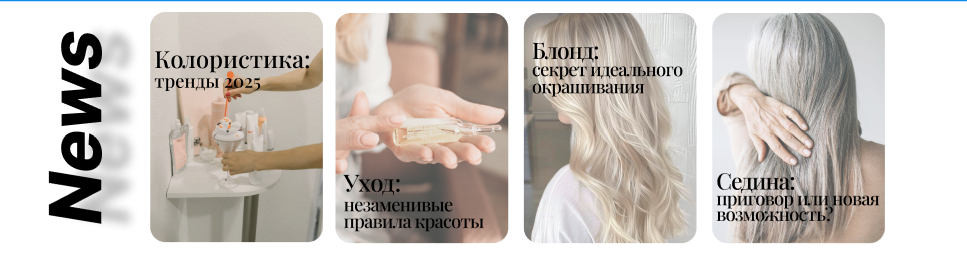 News
Колористика:
тренды 2025
Уход:
незаменивые
правила красоты
Блонд:
секрет идеального
окрашивания
Седина:
приговор или новая
возможность?